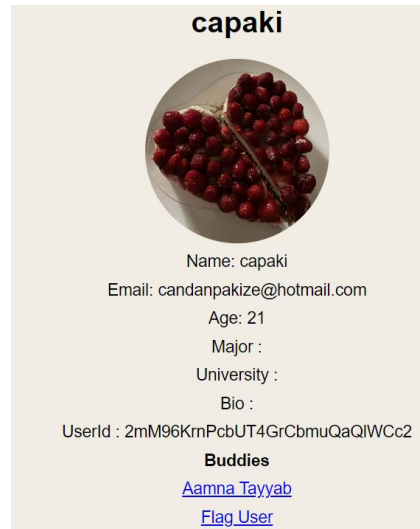 capaki
Name: capaki
Email: candanpakize@hotmail.com
Age: 21
Major :
University :
Bio :
UserId : 2mM96KrnPcbUT4GrCbmuQaQlWCc2
Buddies
Aamna Tayyab
Flag User